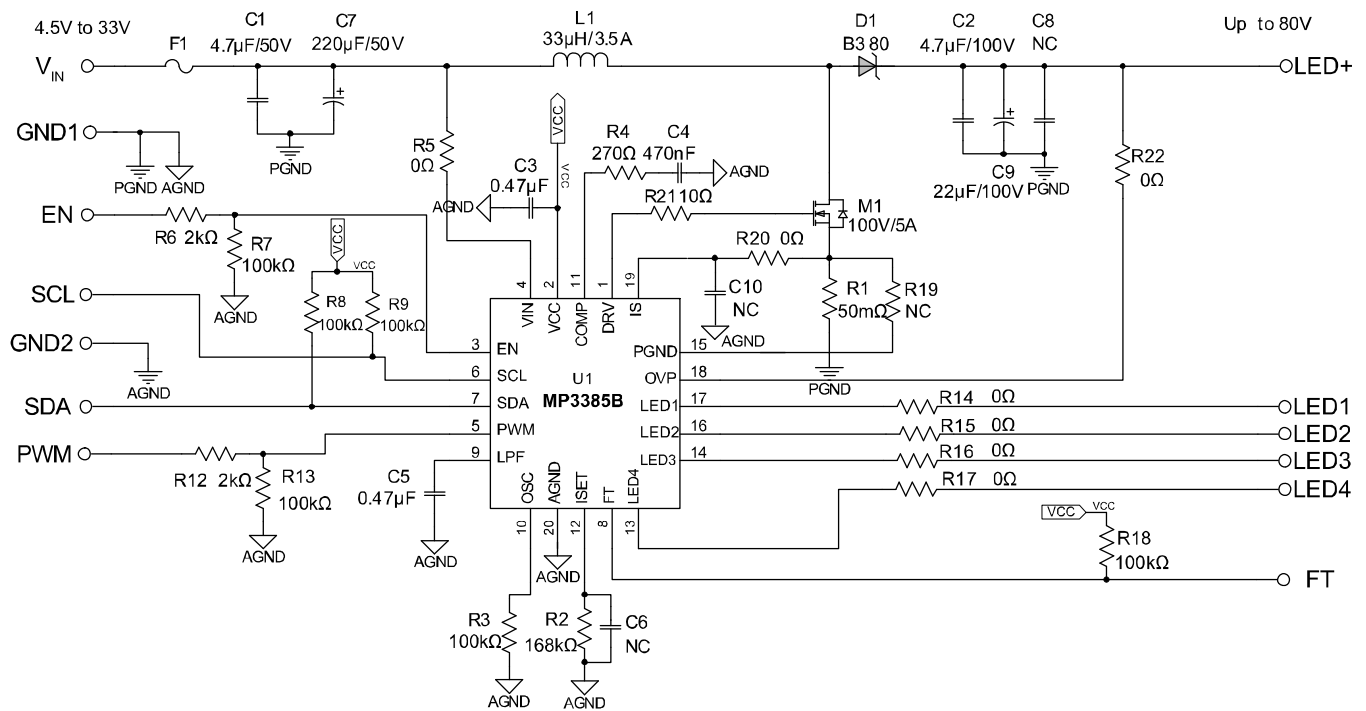 4.5V to 33V
F1
C1
4.7µF/50V
C7
220µF/50V
L1
33µH/3.5A
D1
B3 80
C2
4.7µF/100V
C8
NC
Up to 80V
VIN
LED+
GND1
PGND
AGND
PGND
R5
0Ω
VCC
VCC
C3
0.47µF
AGND
R4
270Ω
C4
470nF
AGND
R21 10Ω
M1
100V/5A
C9
22µF/100V
PGND
R22
0Ω
EN
R6 2kΩ
R7
100kΩ
AGND
VCC
VCC
R8
100kΩ
R9
100kΩ
SCL
GND2
AGND
SDA
PWM
R12 2kΩ
R13
100kΩ
AGND
C5
0.47µF
AGND
R20 0Ω
C10
NC
AGND
R1
50mΩ
R19
NC
PGND
4
2
11
1
19
VIN
VCC
COMP
DRV
IS
3
EN
6
SCL
7
SDA
5
PWM
9
LPF
U1
MP3385B
PGND
15
OVP
18
LED1
17
LED2
16
LED3
14
OSC
AGND
ISET
FT
LED4
10
20
12
8
13
R14 0Ω
LED1
R15 0Ω
LED2
R16 0Ω
LED3
R17 0Ω
LED4
VCC
VCC
R18
100kΩ
FT
AGND
R3
100kΩ
AGND
R2
168kΩ
C6
NC
AGND